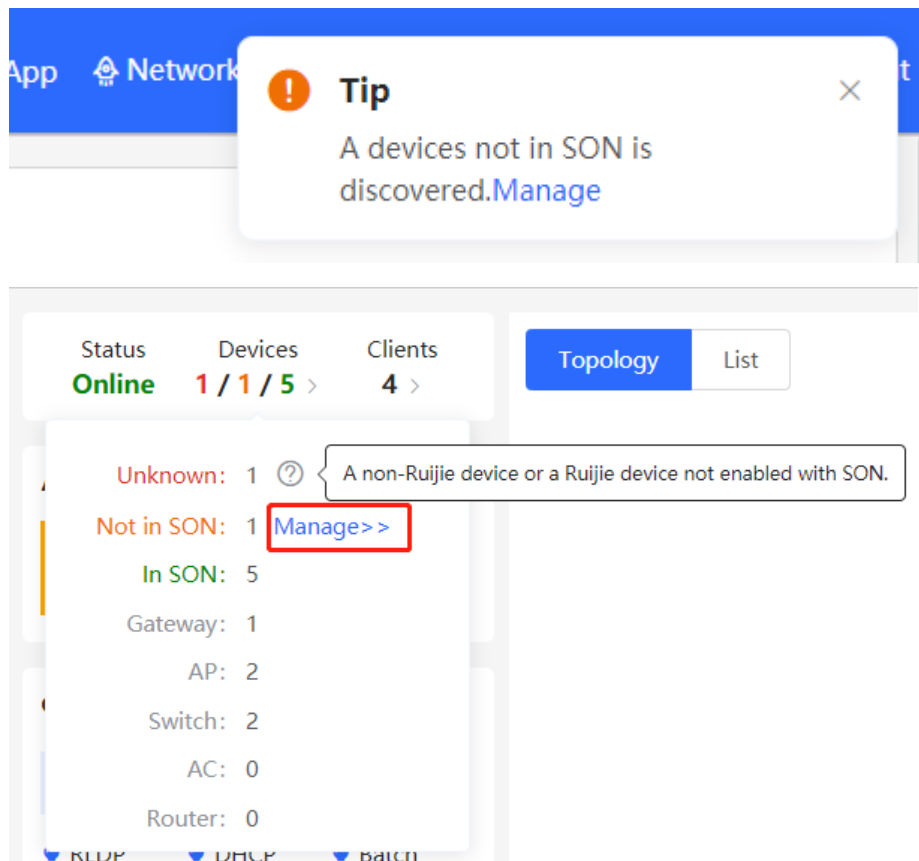 App Network
Tip
A devices not in SON is
discovered.Manage
Status Devices Clients
Online 1 / 1 / 5 > 4 >
Topology List
Unknown: 1 ? A non-Ruijie device or a Ruijie device not enabled with SON.
Not in SON: 1 Manage>>
In SON: 5
Gateway: 1
AP: 2
Switch: 2
AC: 0
Router: 0
RLDP DHCP Batch